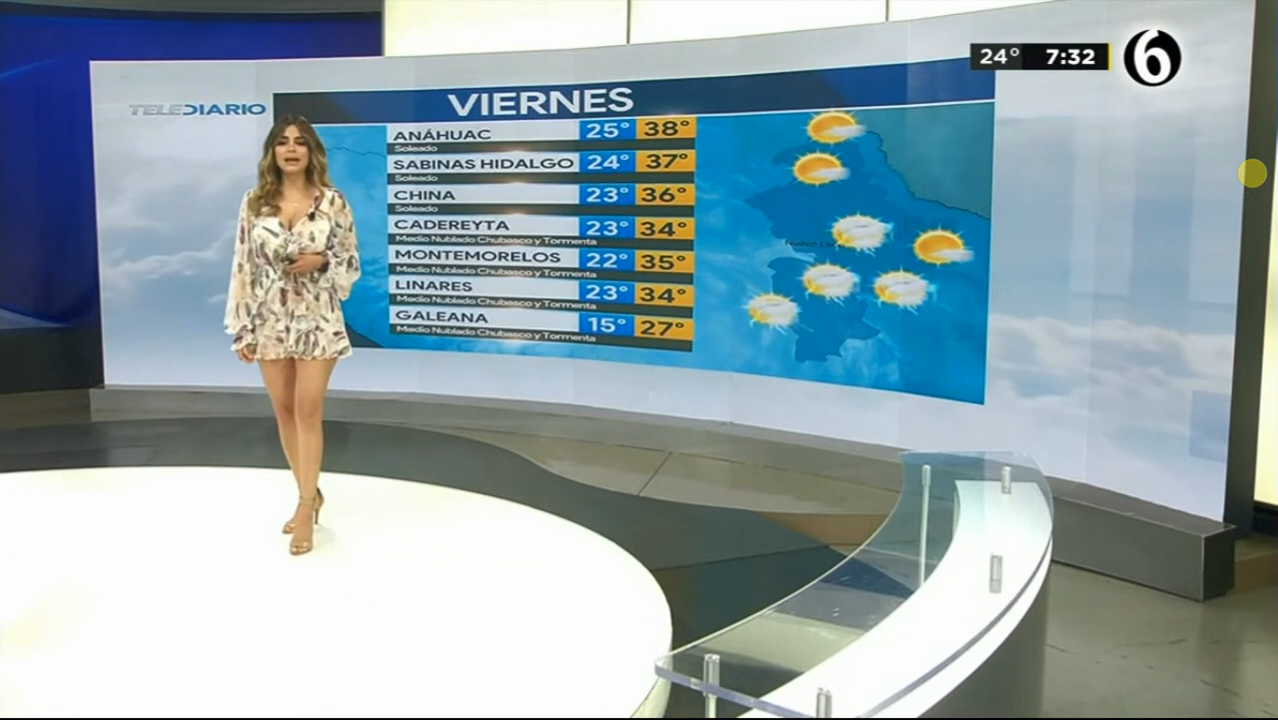 24° 7:32 6
TELEDIARIO
VIERNES
ANÁHUAC 25° 38°
Soleado
SABINAS HIDALGO 24° 37°
Soleado
CHINA 23° 36°
Soleado
CADEREYTA 23° 34°
Medio Nublado Chubasco y Tormenta
MONTEMORELOS 22° 35°
Medio Nublado Chubasco y Tormenta
LINARES 23° 34°
Medio Nublado Chubasco y Tormenta
GALEANA 15° 27°
Medio Nublado Chubasco y Tormenta
Nuevo